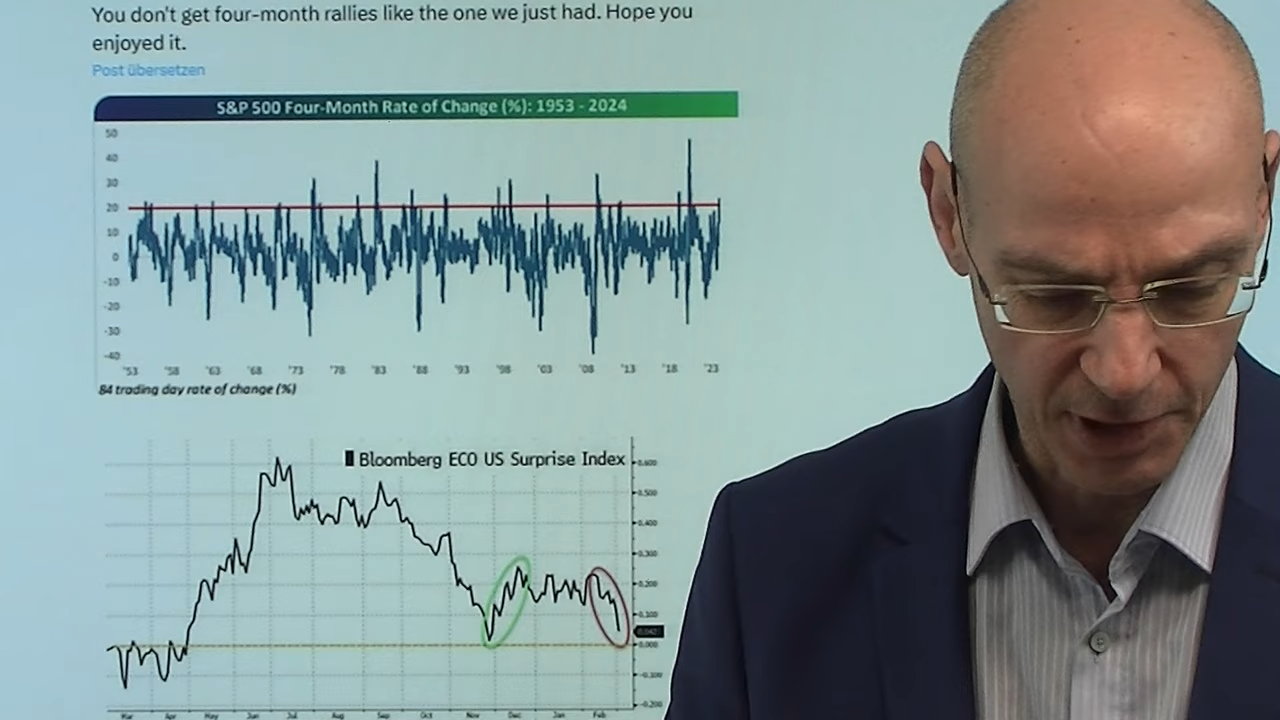 You don't get four-month rallies like the one we just had. Hope you
enjoyed it.
Post übersetzen
S&P 500 Four-Month Rate of Change (%): 1953 - 2024
50
40
30
20
10
0
-10
-20
-30
-40
'53 '58 '63 '68 '73 '78 '83 '88 '93 '98 '03 '08 '13 '18 '23
84 trading day rate of change (%)
Bloomberg ECO US Surprise Index
0.600
0.500
0.400
0.300
0.200
0.100
0.000
-0.100
-0.200
Mar Apr May Jun Jul Aug Sep Oct Nov Dec Jan Feb